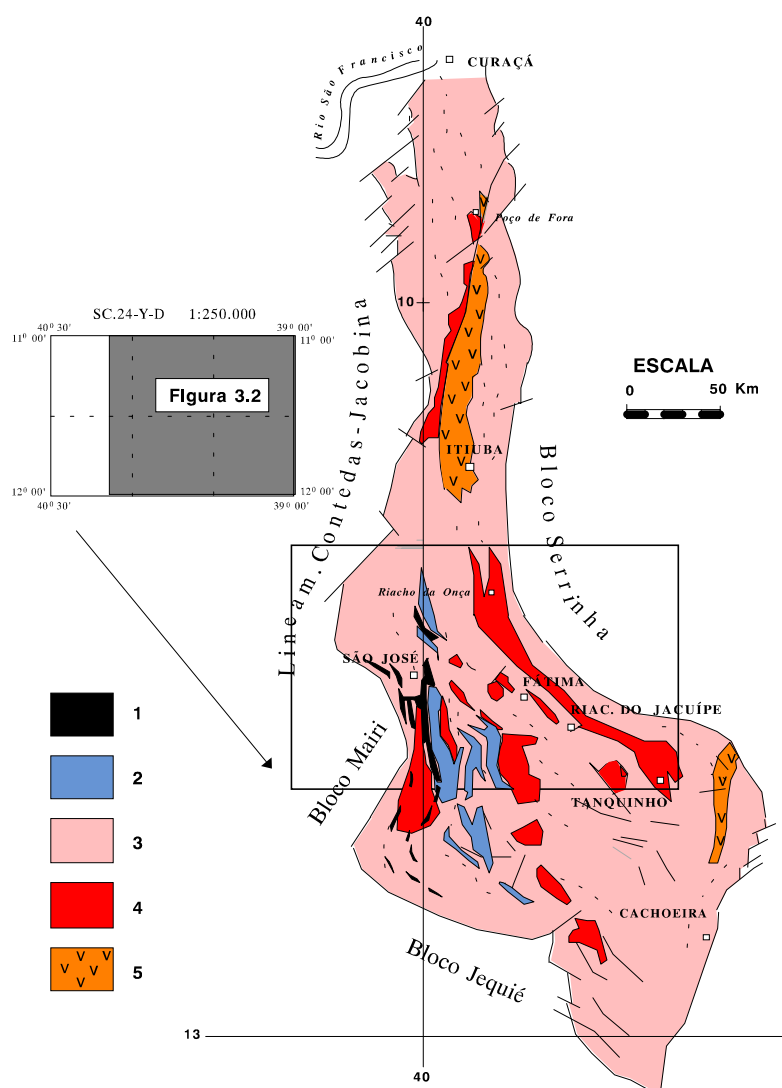 40
Rio São Francisco
CURAÇÁ
Poço de Fora
10
SC.24-Y-D 1:250.000
40° 30' 39° 00'
11° 00' 11° 00'
FIgura 3.2
12° 00' 12° 00'
40° 30' 39° 00'
ESCALA
0 50 Km
Lineam. Contedas-Jacobina
ITIUBA
Bloco Serrinha
Riacho da Onça
SÃO JOSÉ
FÁTIMA
RIAC. DO JACUÍPE
Bloco Mairi
TANQUINHO
1
2
3
4
5
CACHOEIRA
Bloco Jequié
13
40